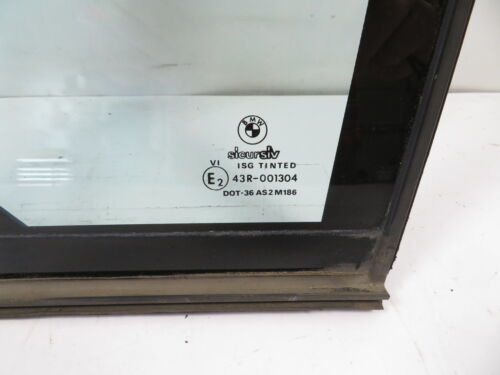 BMW
sicursiv
VI ISG TINTED
E2 43R-001304
DOT·36 AS2 M186